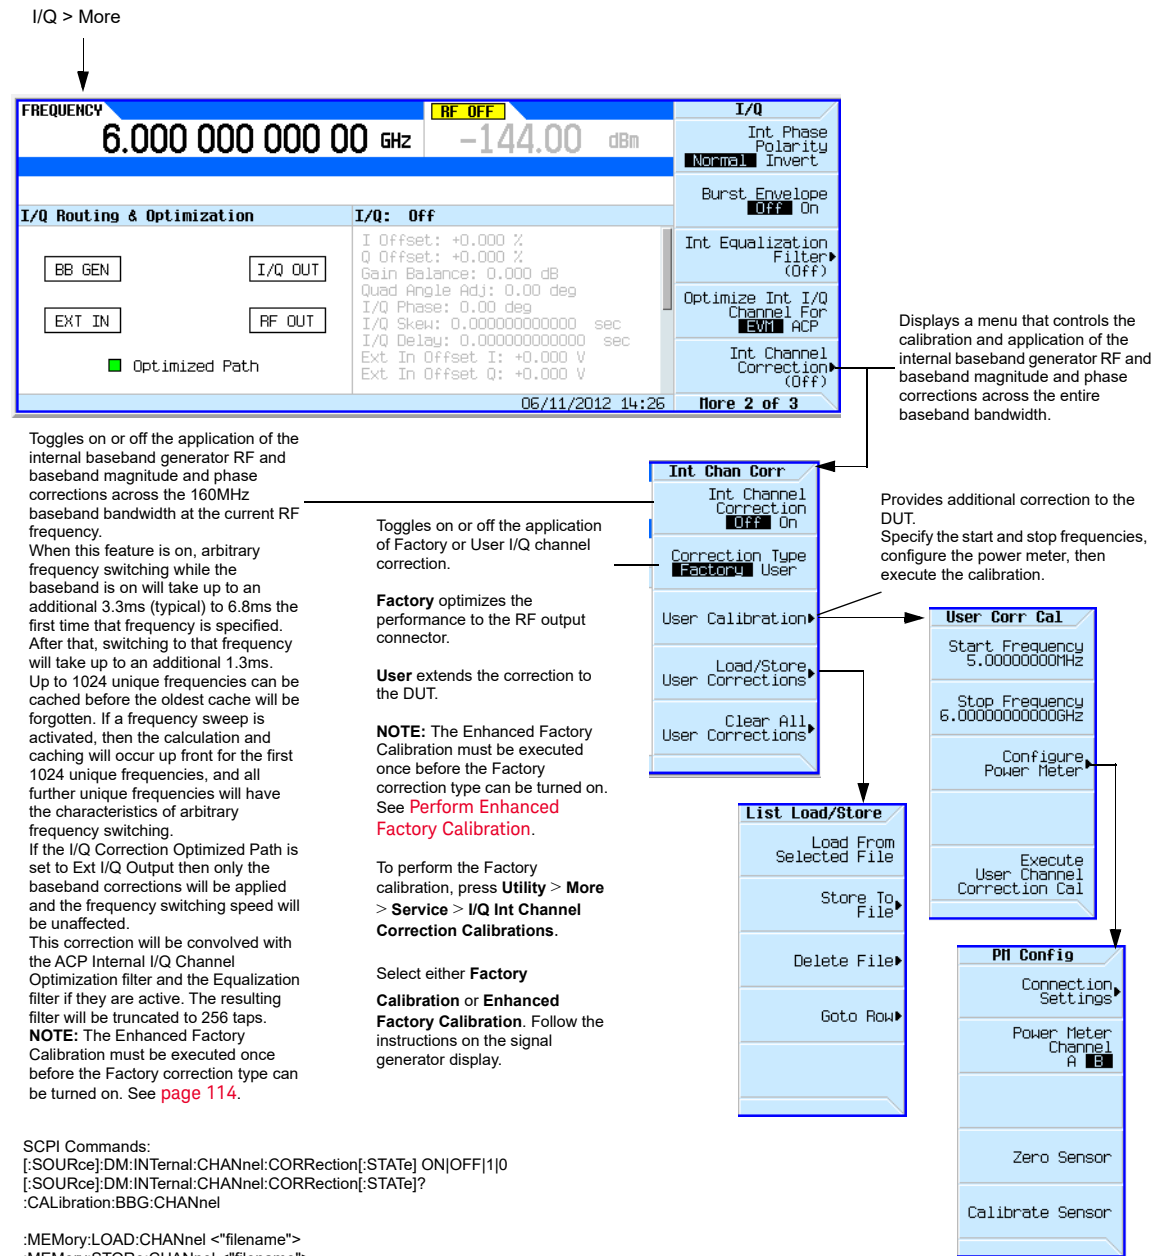 I/Q > More
FREQUENCY
6.000 000 000 00 GHz
RF OFF
-144.00 dBm
I/Q Routing & Optimization
BB GEN
I/Q OUT
EXT IN
RF OUT
Optimized Path
I/Q: Off
I Offset: +0.000 %
Q Offset: +0.000 %
Gain Balance: 0.000 dB
Quad Angle Adj: 0.00 deg
I/Q Phase: 0.00 deg
I/Q Skew: 0.000000000000 sec
I/Q Delay: 0.000000000000 sec
Ext In Offset I: +0.000 V
Ext In Offset Q: +0.000 V
06/11/2012 14:26
I/Q
Int Phase
Polarity
Normal Invert
Burst Envelope
Off On
Int Equalization
Filter
(Off)
Optimize Int I/Q
Channel For
EVM ACP
Int Channel
Correction
(Off)
More 2 of 3
Displays a menu that controls the
calibration and application of the
internal baseband generator RF and
baseband magnitude and phase
corrections across the entire
baseband bandwidth.
Toggles on or off the application of the
internal baseband generator RF and
baseband magnitude and phase
corrections across the 160MHz
baseband bandwidth at the current RF
frequency.
When this feature is on, arbitrary
frequency switching while the
baseband is on will take up to an
additional 3.3ms (typical) to 6.8ms the
first time that frequency is specified.
After that, switching to that frequency
will take up to an additional 1.3ms.
Up to 1024 unique frequencies can be
cached before the oldest cache will be
forgotten. If a frequency sweep is
activated, then the calculation and
caching will occur up front for the first
1024 unique frequencies, and all
further unique frequencies will have
the characteristics of arbitrary
frequency switching.
If the I/Q Correction Optimized Path is
set to Ext I/Q Output then only the
baseband corrections will be applied
and the frequency switching speed will
be unaffected.
This correction will be convolved with
the ACP Internal I/Q Channel
Optimization filter and the Equalization
filter if they are active. The resulting
filter will be truncated to 256 taps.
NOTE: The Enhanced Factory
Calibration must be executed once
before the Factory correction type can
be turned on. See page 114.
Toggles on or off the application
of Factory or User I/Q channel
correction.
Factory optimizes the
performance to the RF output
connector.
User extends the correction to
the DUT.
NOTE: The Enhanced Factory
Calibration must be executed
once before the Factory
correction type can be turned on.
See Perform Enhanced
Factory Calibration.
To perform the Factory
calibration, press Utility > More
> Service > I/Q Int Channel
Correction Calibrations.
Select either Factory
Calibration or Enhanced
Factory Calibration. Follow the
instructions on the signal
generator display.
Int Chan Corr
Int Channel
Correction
Off On
Correction Type
Factory User
User Calibration
Load/Store
User Corrections
Clear All
User Corrections
Provides additional correction to the
DUT.
Specify the start and stop frequencies,
configure the power meter, then
execute the calibration.
User Corr Cal
Start Frequency
5.00000000MHz
Stop Frequency
6.00000000000GHz
Configure
Power Meter
Execute
User Channel
Correction Cal
List Load/Store
Load From
Selected File
Store To
File
Delete File
Goto Row
PM Config
Connection
Settings
Power Meter
Channel
A B
Zero Sensor
Calibrate Sensor
SCPI Commands:
[:SOURce]:DM:INTernal:CHANnel:CORRection[:STATe] ON|OFF|1|0
[:SOURce]:DM:INTernal:CHANnel:CORRection[:STATe]?
:CALibration:BBG:CHANnel
:MEMory:LOAD:CHANnel <"filename">
:MEMory:STORe:CHANnel <"filename">